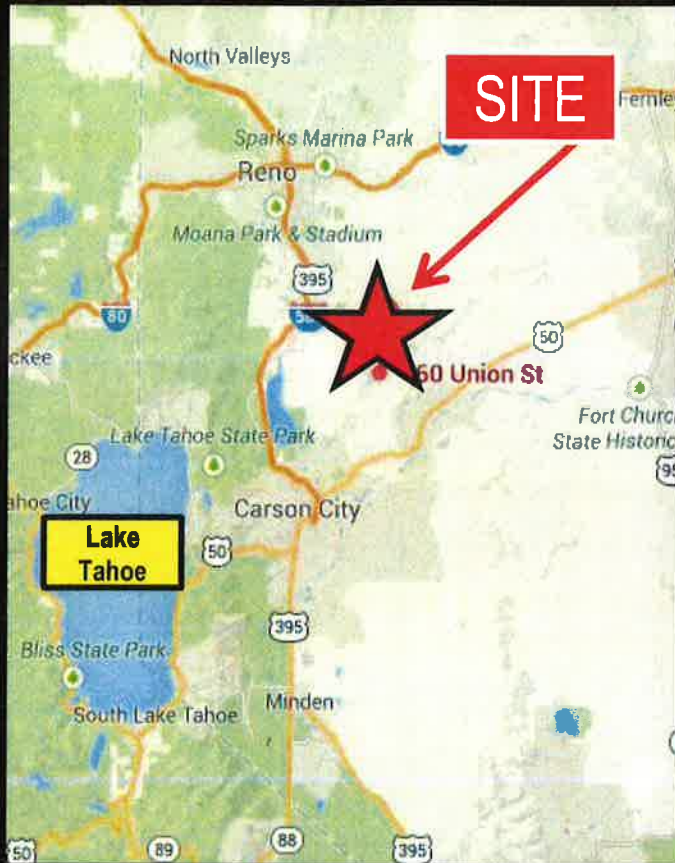 North Valleys
SITE
Fernle
Sparks Marina Park
Reno
Moana Park & Stadium
395
80
50
ckee
60 Union St
Fort Churc
State Historic
Lake Tahoe State Park
28
95
ahoe City
Carson City
Lake
Tahoe
50
395
Bliss State Park
Minden
South Lake Tahoe
50
89
88
395